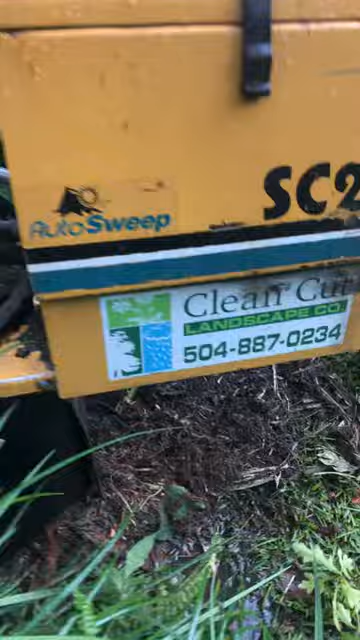 SC2
AutoSweep
Clean Cut
LANDSCAPE CO.
504-887-0234